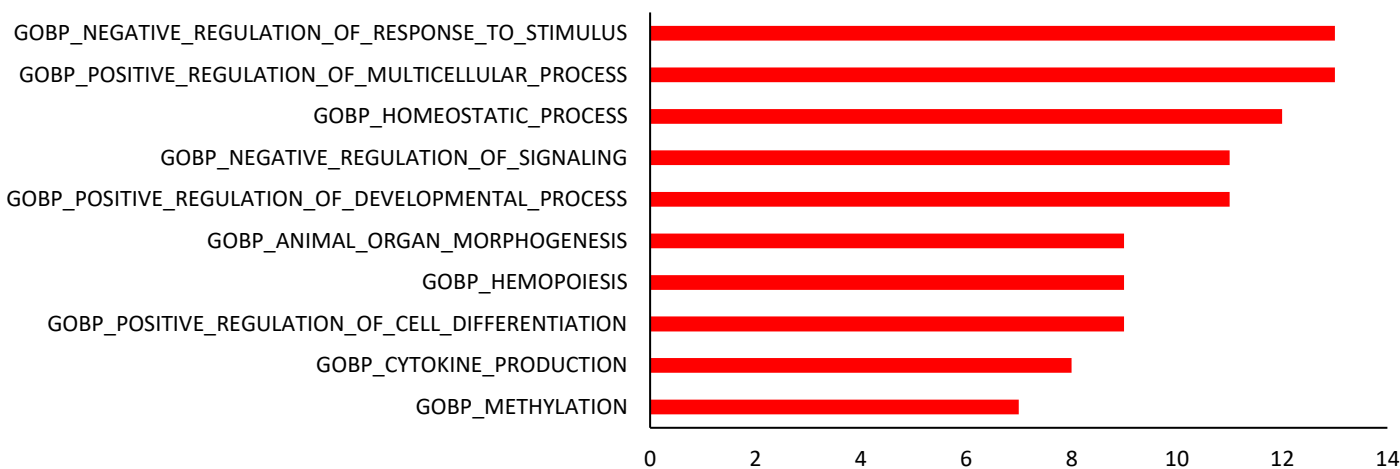 GOBP_NEGATIVE_REGULATION_OF_RESPONSE_TO_STIMULUS
GOBP_POSITIVE_REGULATION_OF_MULTICELLULAR_PROCESS
GOBP_HOMEOSTATIC_PROCESS
GOBP_NEGATIVE_REGULATION_OF_SIGNALING
GOBP_POSITIVE_REGULATION_OF_DEVELOPMENTAL_PROCESS
GOBP_ANIMAL_ORGAN_MORPHOGENESIS
GOBP_HEMOPOIESIS
GOBP_POSITIVE_REGULATION_OF_CELL_DIFFERENTIATION
GOBP_CYTOKINE_PRODUCTION
GOBP_METHYLATION
0 2 4 6 8 10 12 14